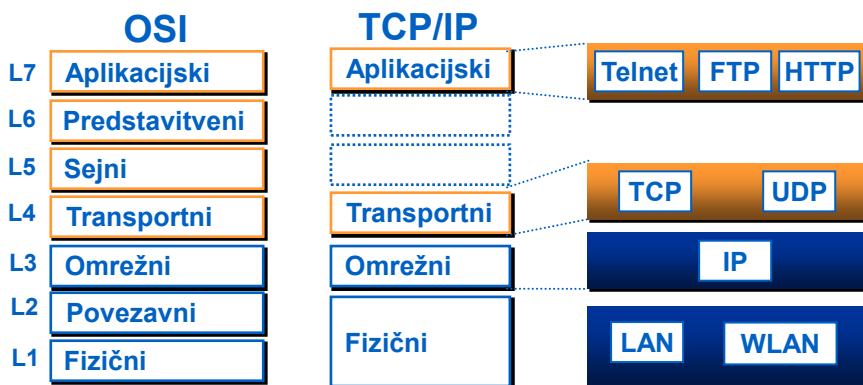 OSI TCP/IP
L7 Aplikacijski Aplikacijski Telnet FTP HTTP
L6 Predstavitveni
L5 Sejni
L4 Transportni Transportni TCP UDP
L3 Omrežni Omrežni IP
L2 Povezavni
L1 Fizični Fizični LAN WLAN